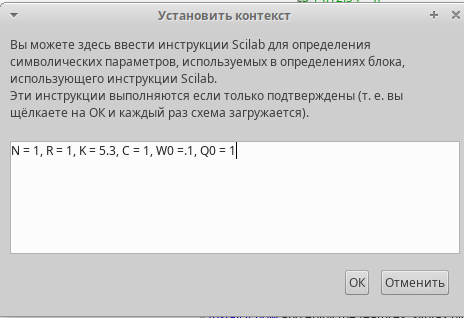 Установить контекст
Вы можете здесь ввести инструкции Scilab для определения
символических параметров, используемых в определениях блока,
использующего инструкции Scilab.
Эти инструкции выполняются если только подтверждены (т. е. вы
щёлкаете на ОК и каждый раз схема загружается).
N = 1, R = 1, K = 5.3, C = 1, W0 =.1, Q0 = 1
ОК Отменить